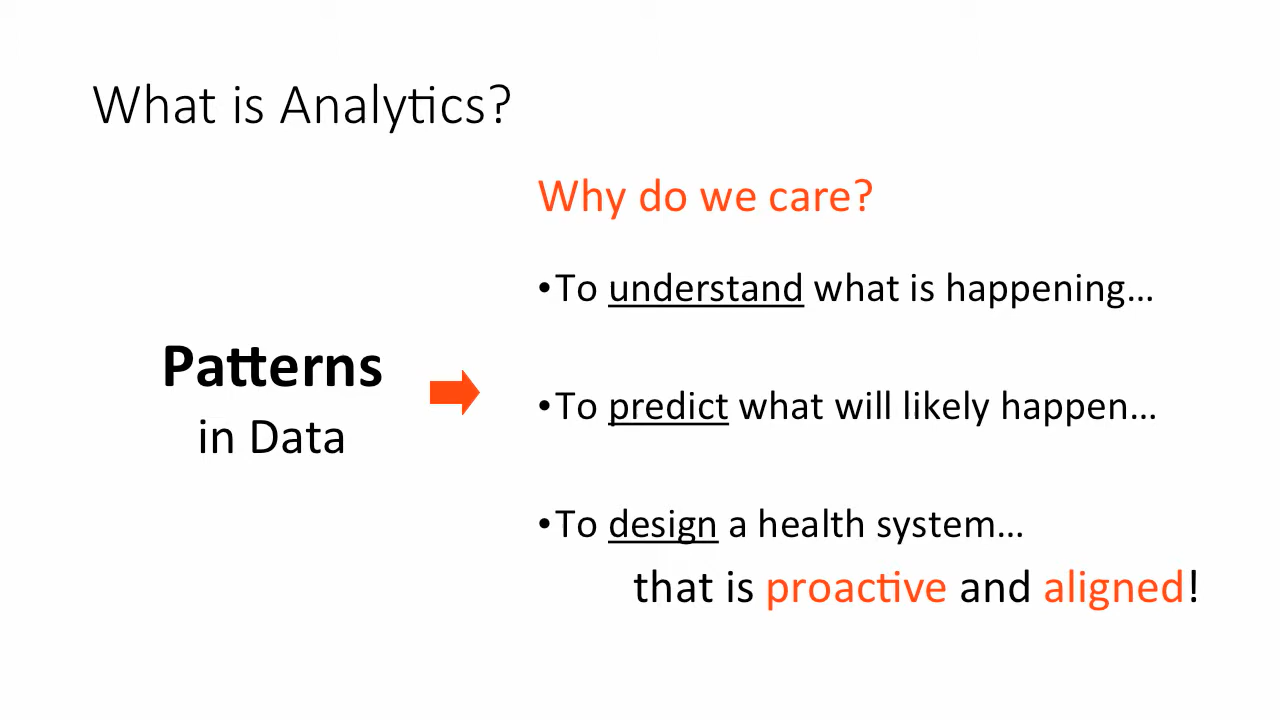 What is Analytics?
Why do we care?
•To understand what is happening…
Patterns
in Data
•To predict what will likely happen…
•To design a health system…
that is proactive and aligned!